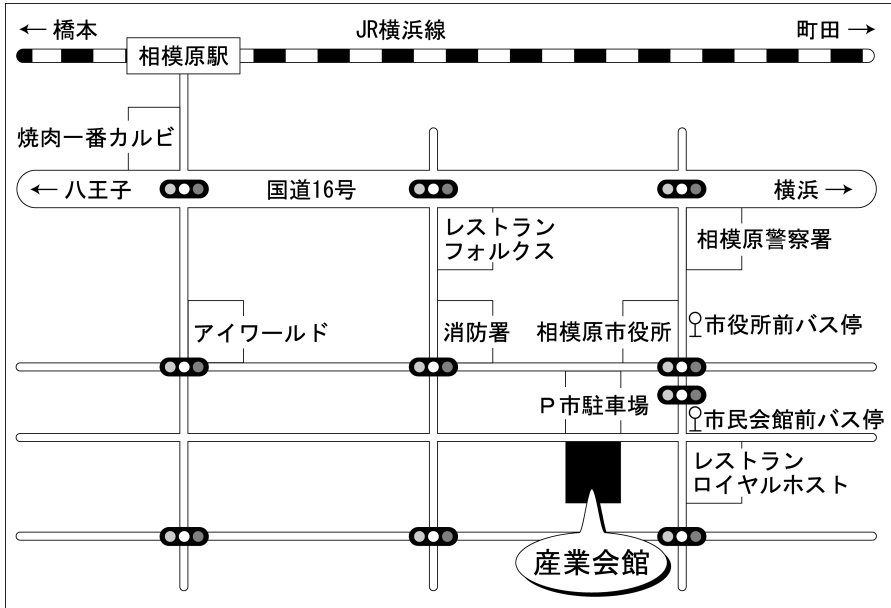 ← 橋本
JR横浜線
町田 →
相模原駅
焼肉一番カルビ
← 八王子
国道16号
横浜 →
レストラン
フォルクス
相模原警察署
アイワールド
消防署
相模原市役所
市役所前バス停
P市駐車場
市民会館前バス停
レストラン
ロイヤルホスト
産業会館